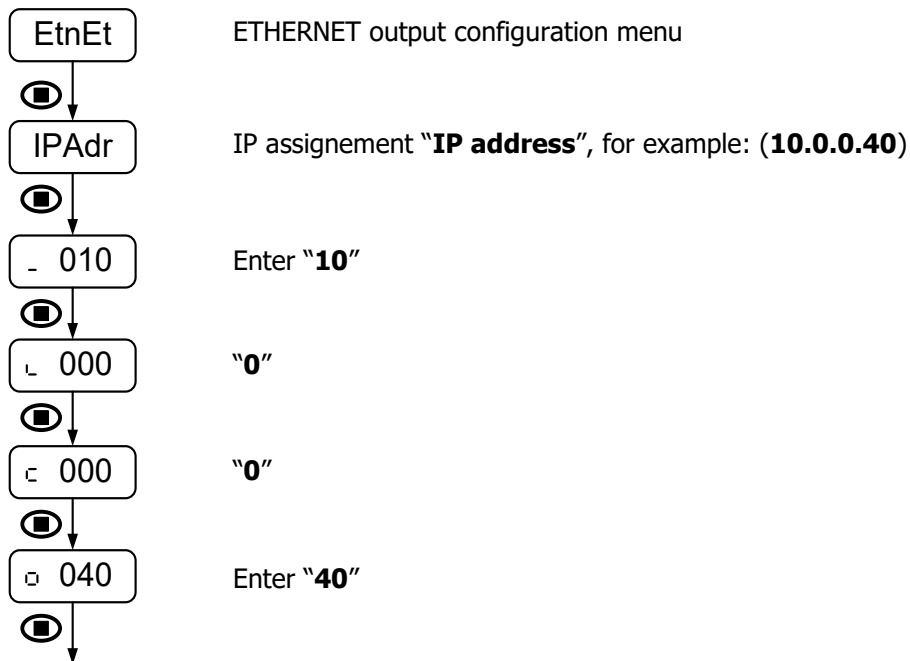 EtnEt ETHERNET output configuration menu
IPAdr IP assignement “IP address”, for example: (10.0.0.40)
_ 010 Enter “10”
ι_ 000 “0”
c 000 “0”
o 040 Enter “40”